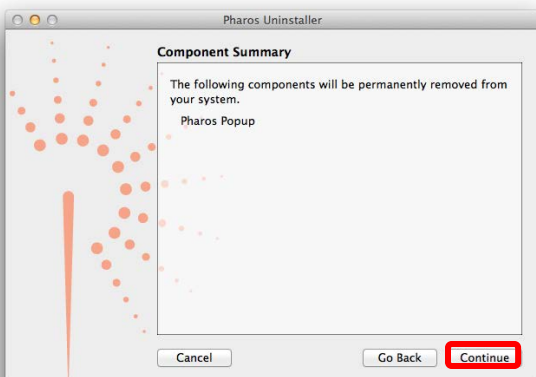 Pharos Uninstaller
Component Summary
The following components will be permanently removed from
your system.
Pharos Popup
Cancel
Go Back
Continue